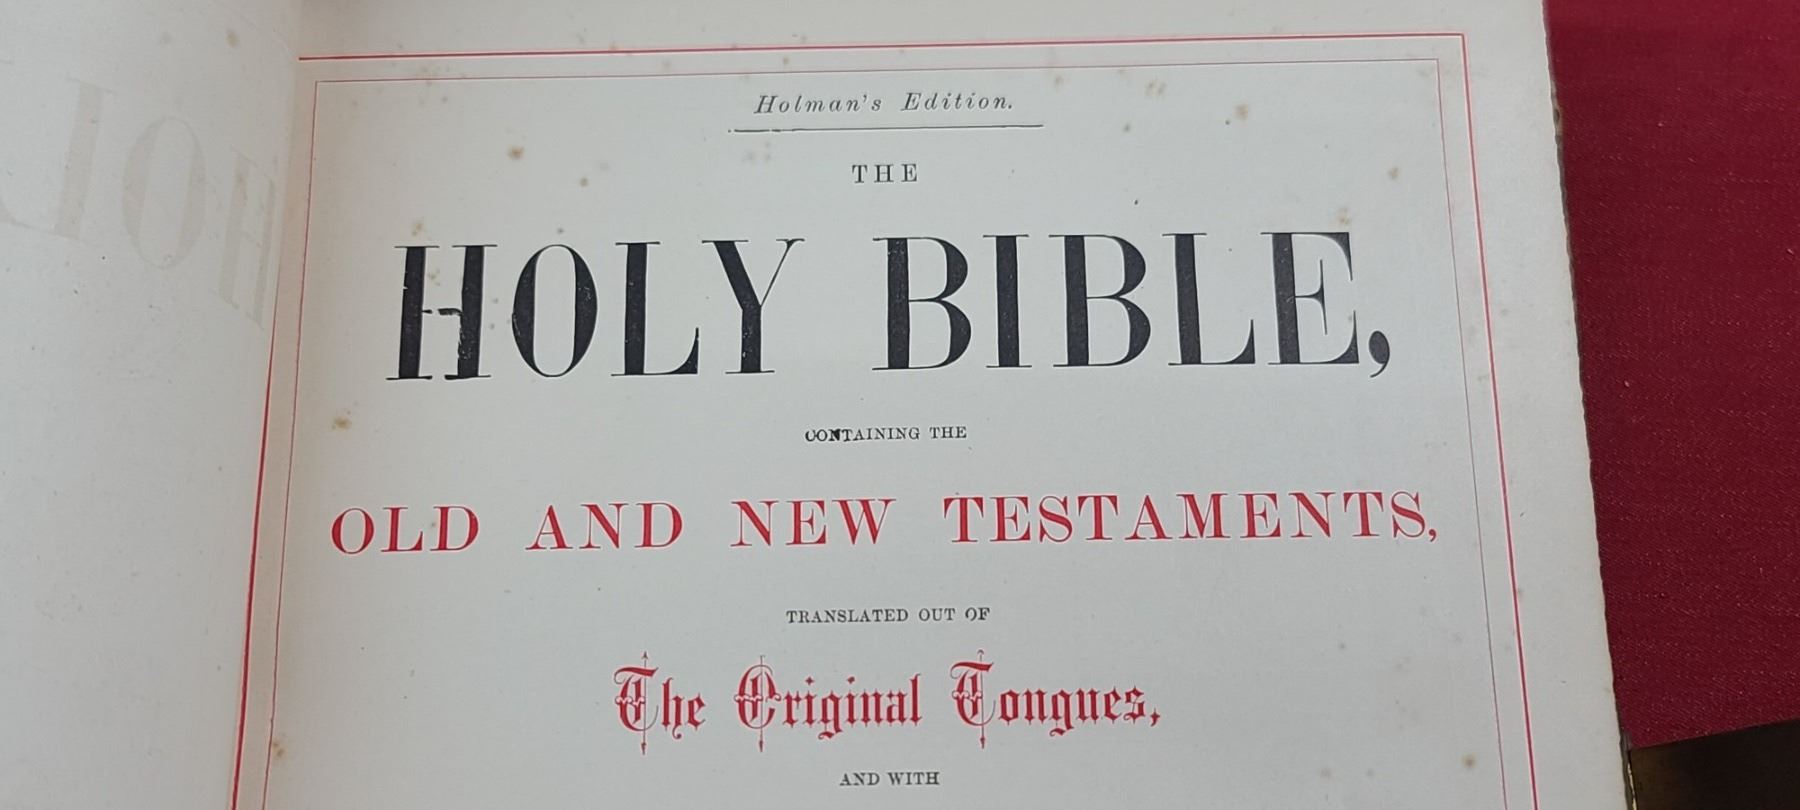 Holman's Edition.
THE
HOLY BIBLE,
CONTAINING THE
OLD AND NEW TESTAMENTS,
TRANSLATED OUT OF
The Original Tongues,
AND WITH